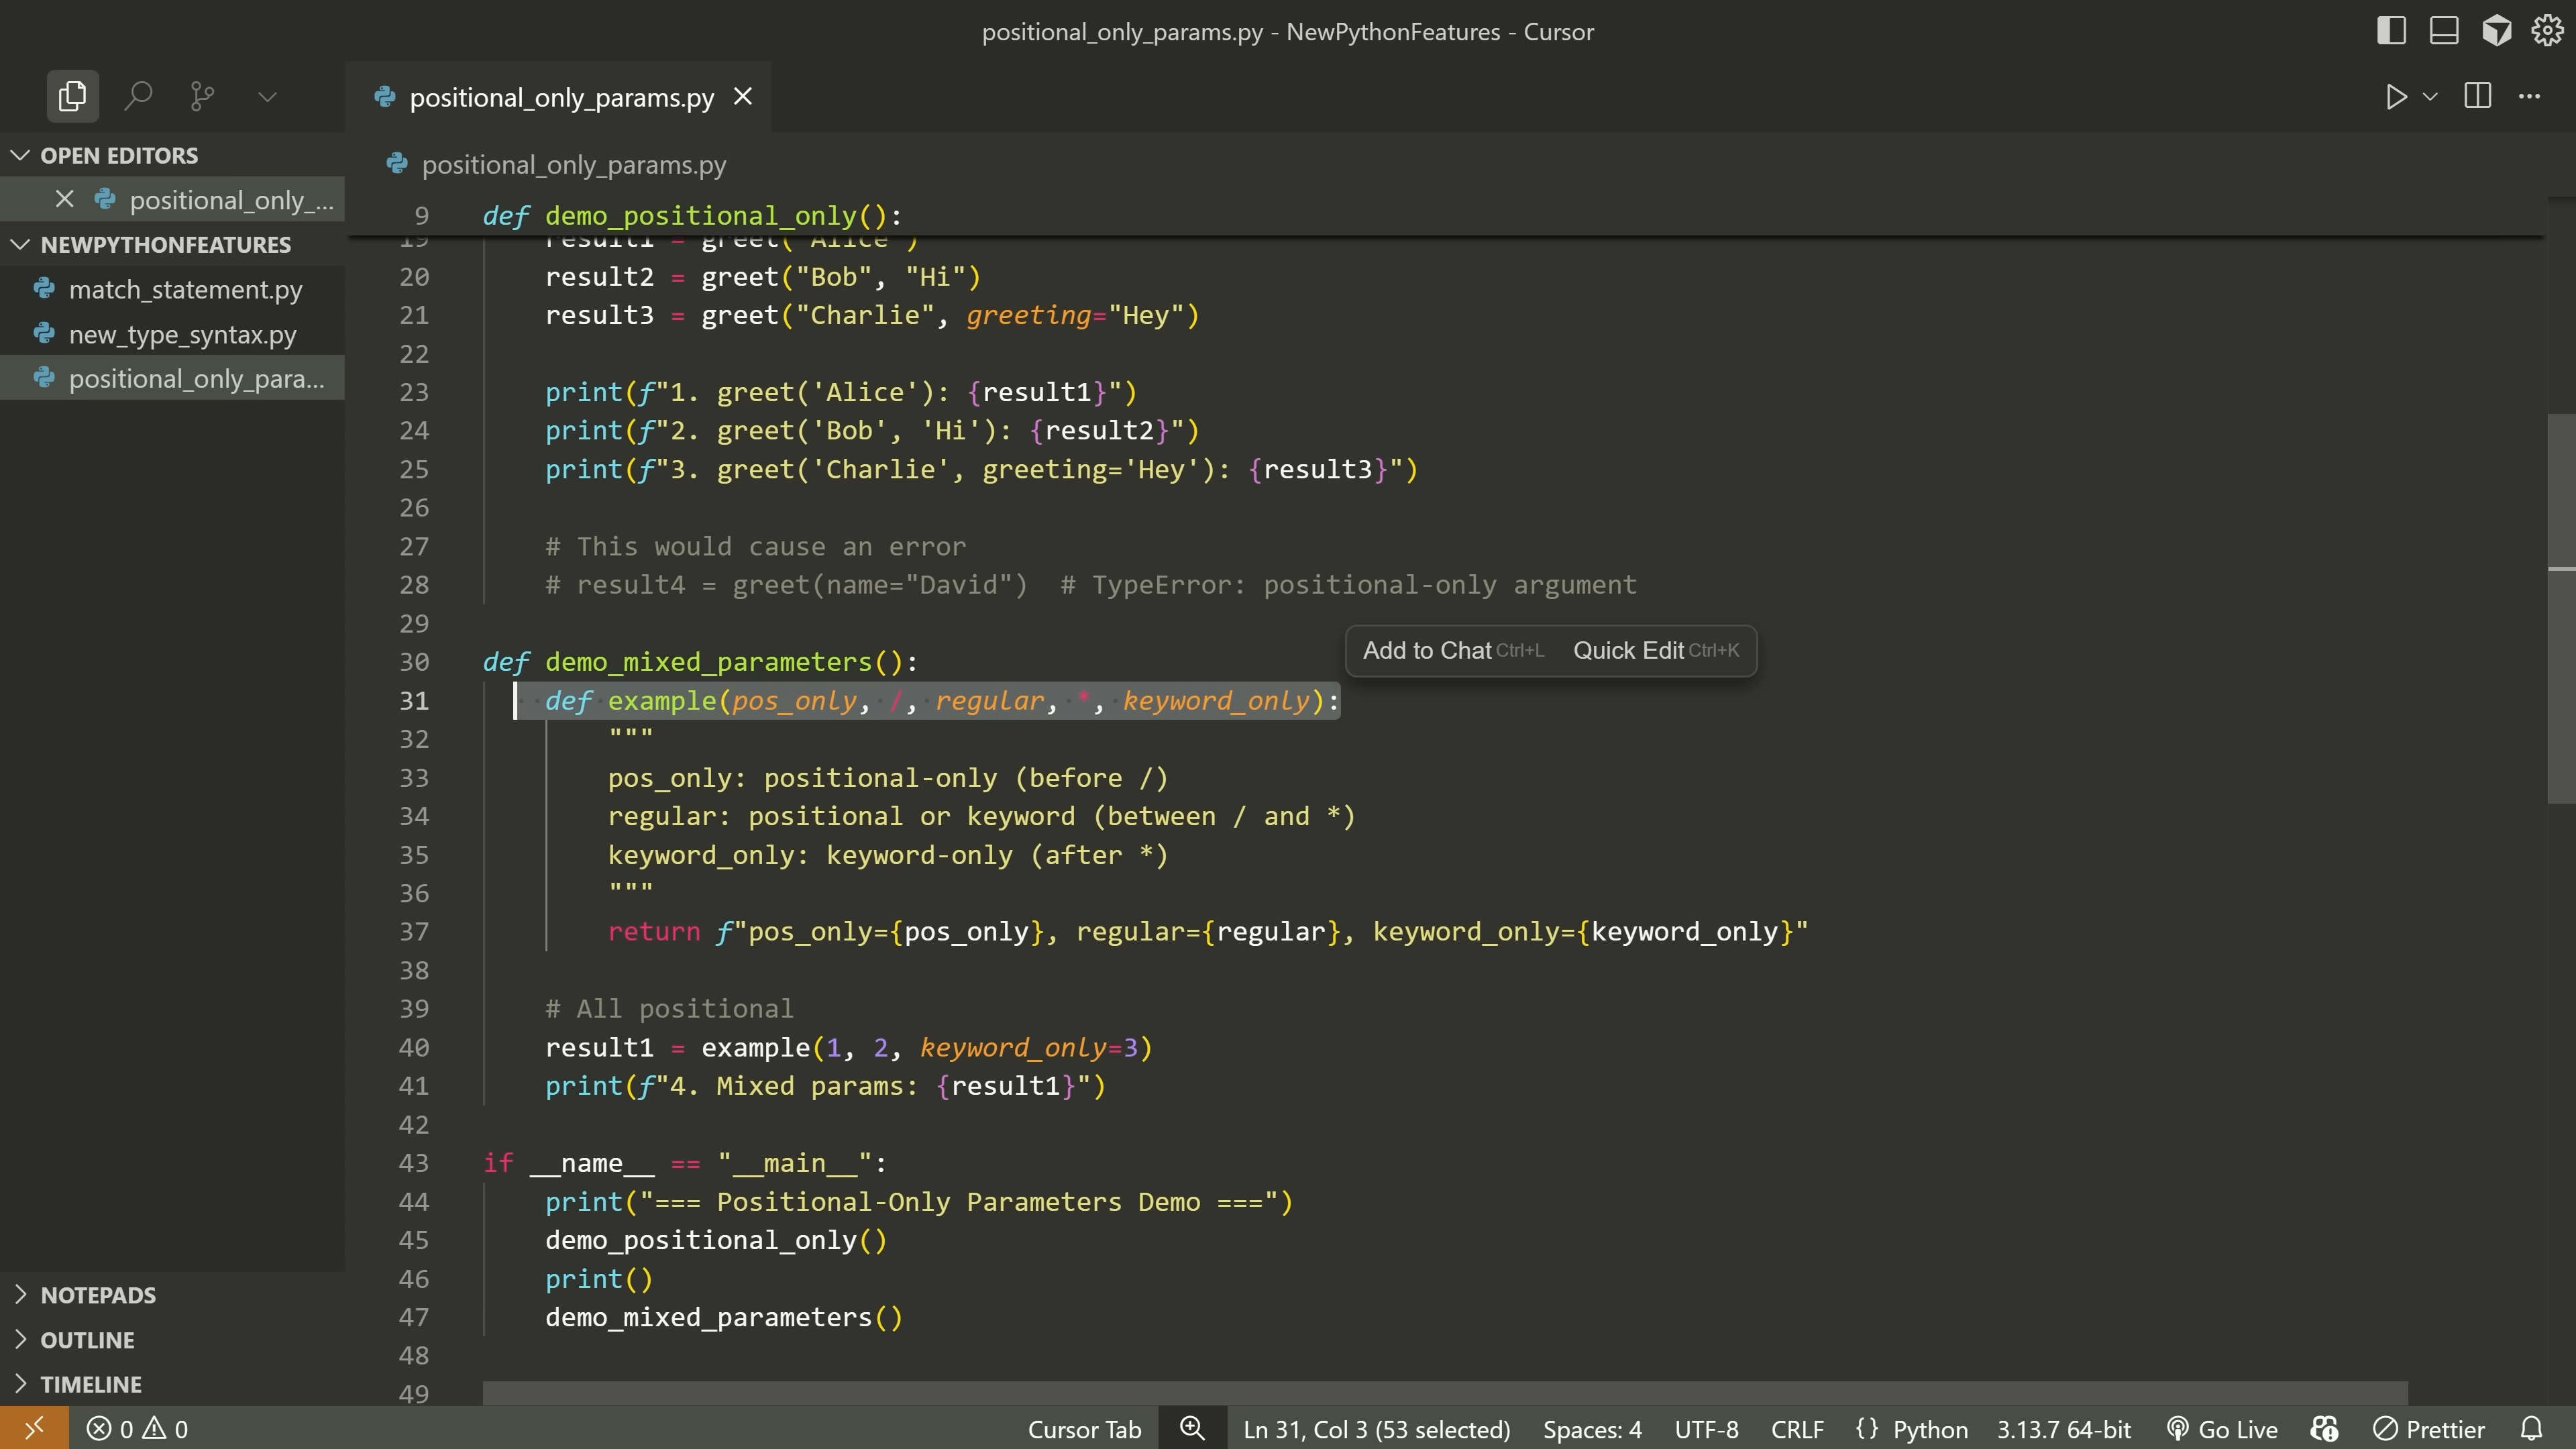 positional_only_params.py - NewPythonFeatures - Cursor
positional_only_params.py
OPEN EDITORS
positional_only_...
NEWPYTHONFEATURES
match_statement.py
new_type_syntax.py
positional_only_para...
NOTEPADS
OUTLINE
TIMELINE
positional_only_params.py
9 def demo_positional_only():
19 result1 = greet("Alice")
20 result2 = greet("Bob", "Hi")
21 result3 = greet("Charlie", greeting="Hey")
22
23 print(f"1. greet('Alice'): {result1}")
24 print(f"2. greet('Bob', 'Hi'): {result2}")
25 print(f"3. greet('Charlie', greeting='Hey'): {result3}")
26
27 # This would cause an error
28 # result4 = greet(name="David")  # TypeError: positional-only argument
29
Add to Chat Ctrl+L Quick Edit Ctrl+K
30 def demo_mixed_parameters():
31 def example(pos_only, /, regular, *, keyword_only):
32 """
33 pos_only: positional-only (before /)
34 regular: positional or keyword (between / and *)
35 keyword_only: keyword-only (after *)
36 """
37 return f"pos_only={pos_only}, regular={regular}, keyword_only={keyword_only}"
38
39 # All positional
40 result1 = example(1, 2, keyword_only=3)
41 print(f"4. Mixed params: {result1}")
42
43 if __name__ == "__main__":
44 print("=== Positional-Only Parameters Demo ===")
45 demo_positional_only()
46 print()
47 demo_mixed_parameters()
48
49
0 0 Cursor Tab Ln 31, Col 3 (53 selected) Spaces: 4 UTF-8 CRLF {} Python 3.13.7 64-bit Go Live Prettier